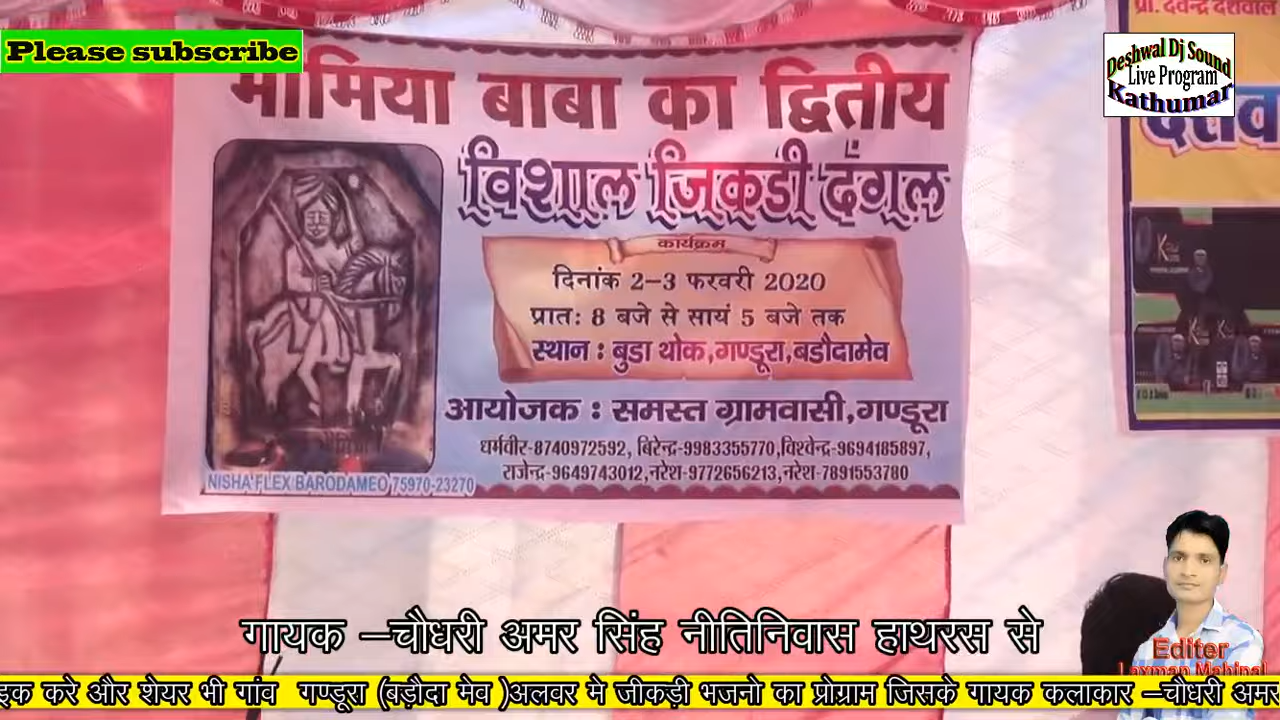 Please subscribe
भोमिया बाबा का द्वितीय
विशाल जिकडी दंगल
कार्यक्रम
दिनांक 2-3 फरवरी 2020
प्रात: 8 बजे से सायं 5 बजे तक
स्थान : बुडा थोक,गण्डूरा,बडौदामेव
आयोजक : समस्त ग्रामवासी,गण्डूरा
धर्मवीर-8740972592, बिरेन्द्र-9983355770,विश्वेन्द्र-9694185897,
राजेन्द्र-9649743012,नरेश-9772656213,नरेश-7891553780
NISHA FLEX BARODAMEO 75970-23270
प्रो. देवेन्द्र देशवाल
Deshwal Dj Sound
Live Program
Kathumar
गायक –चौधरी अमर सिंह नीतिनिवास हाथरस से
Editer
Laxman Mahipal
करे और शेयर भी गांव गण्डूरा (बड़ौदा मेव )अलवर मे जीकड़ी भजनो का प्रोग्राम जिसके गायक कलाकार –चौधरी अमर